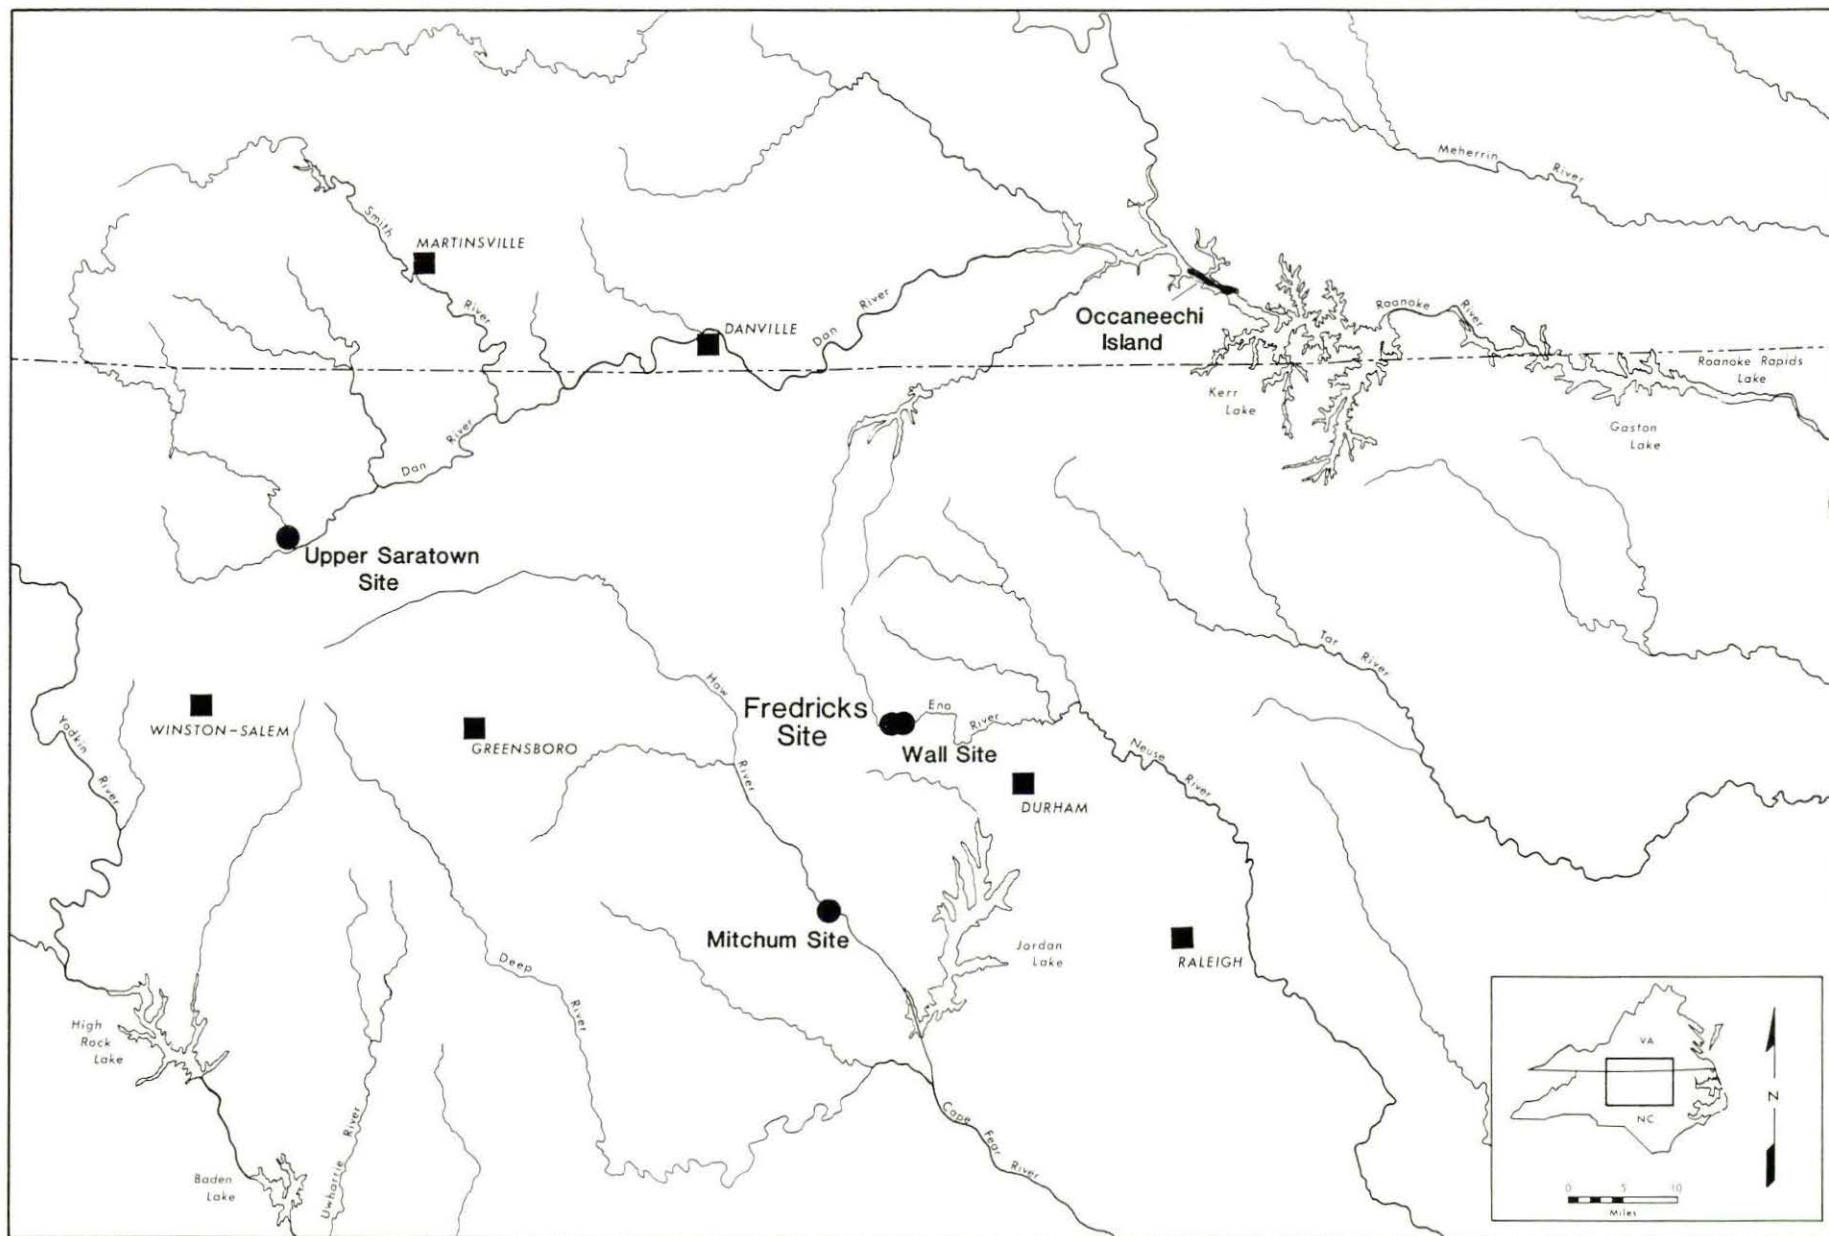 Meherrin River
Smith River
MARTINSVILLE
Occaneechi
Island
Roanoke River
DANVILLE
Dan River
Roanoke Rapids
Lake
Kerr
Lake
Gaston
Lake
Dan River
Upper Saratown
Site
Tar River
Haw River
Fredricks
Site
Eno River
Wall Site
WINSTON-SALEM
GREENSBORO
Yadkin River
Neuse River
DURHAM
Mitchum Site
Jordan
Lake
RALEIGH
Deep River
High
Rock
Lake
Cape Fear River
Baden
Lake
Uwharrie River
VA
NC
N
0 5 10
Miles